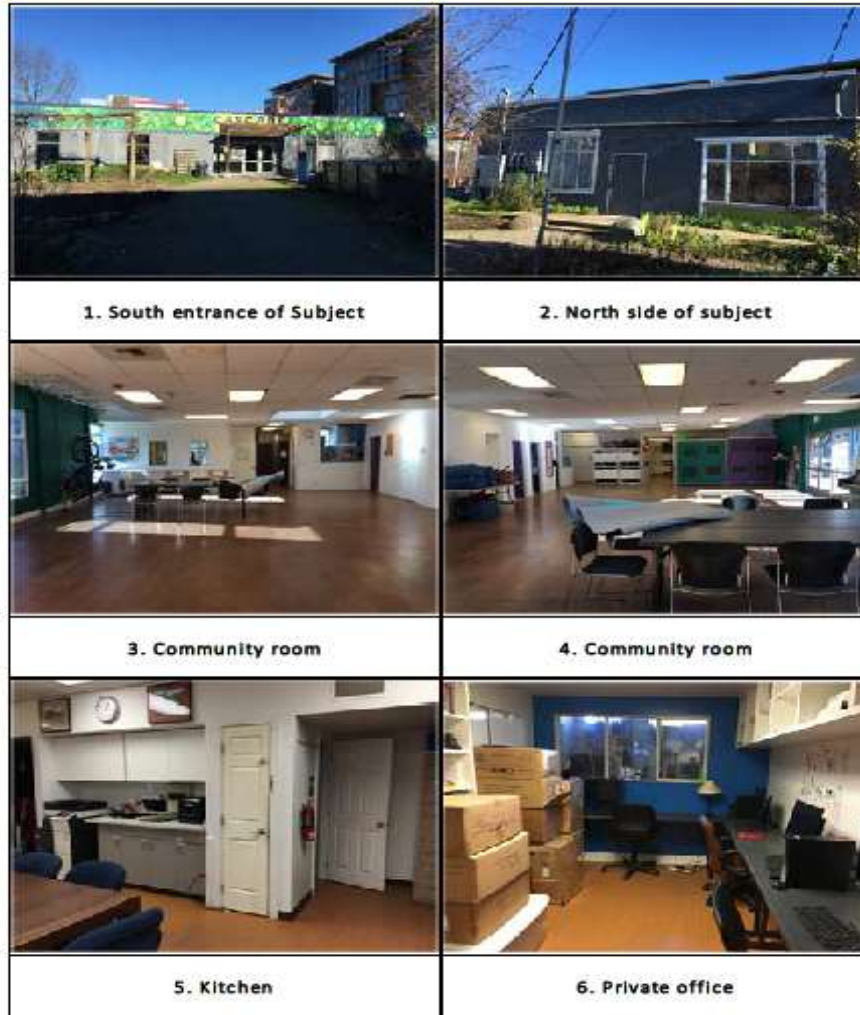 1. South entrance of Subject
2. North side of subject
3. Community room
4. Community room
5. Kitchen
6. Private office